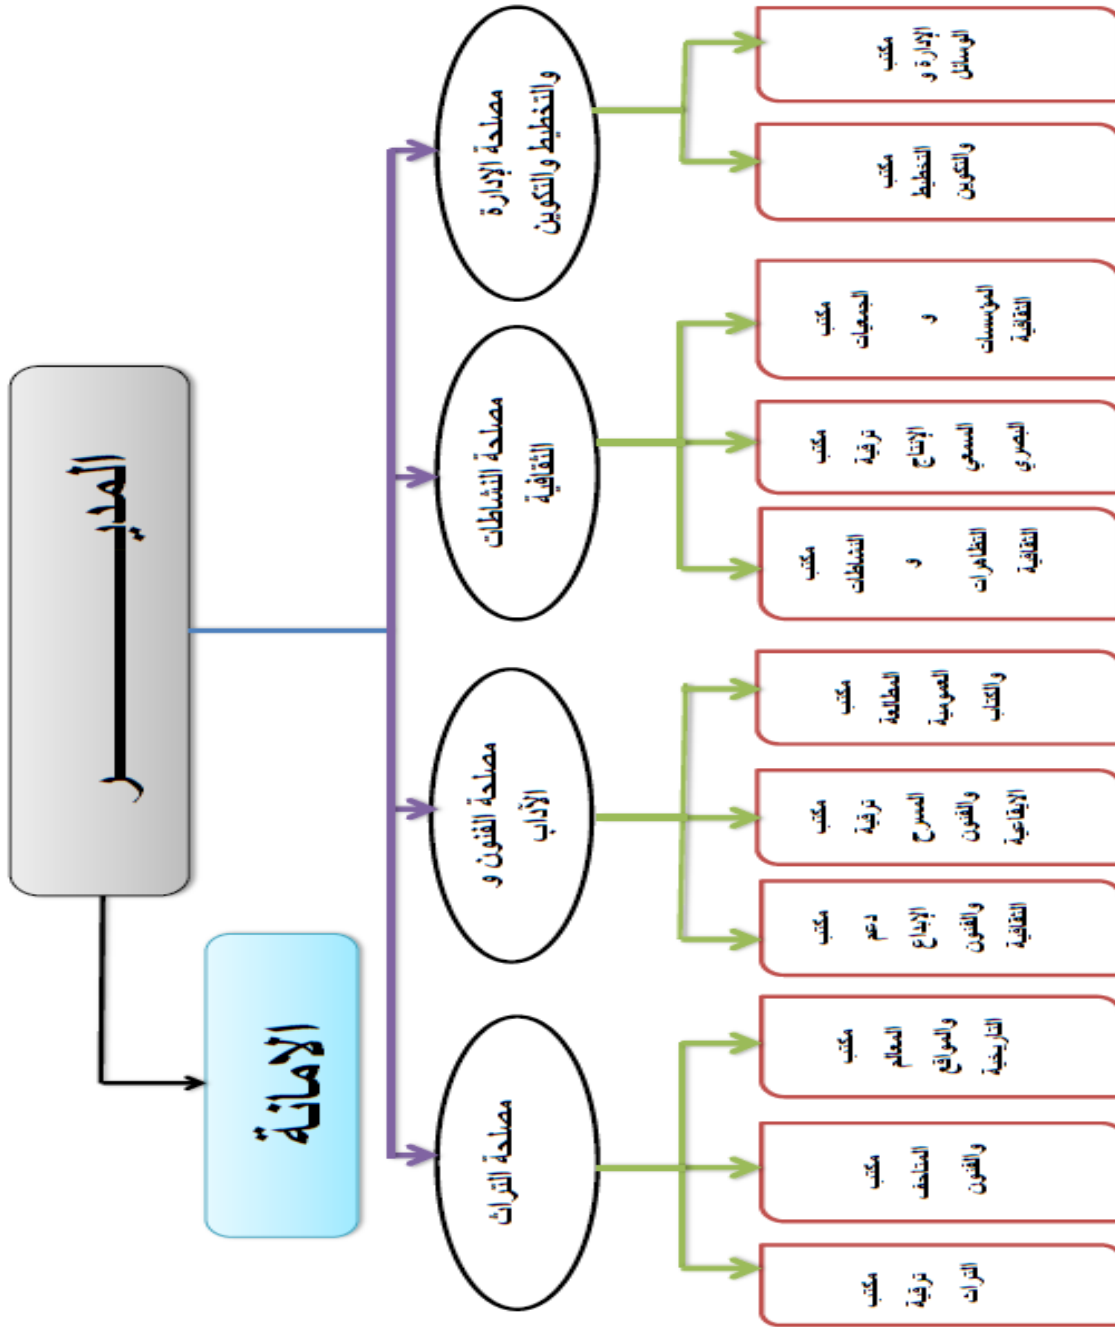 المديـــــــــــر
الامانة
مصلحة الإدارة
والتخطيط والتكوين
مصلحة النشاطات
الثقافية
مصلحة الفنون و
الآداب
مصلحة التراث
مكتب
الإدارة و
الوسائل
مكتب
التخطيط
والتكوين
مكتب
الجمعيات
و
المؤسسات
الثقافية
مكتب
ترقية
الإنتاج
السمعي
البصري
مكتب
النشاطات
و
التظاهرات
الثقافية
مكتب
المطالعة
العمومية
والكتاب
مكتب
ترقية
المسرح
والفنون
الإيقاعية
مكتب
دعم
الإبداع
والفنون
الثقافية
مكتب
المعالم
والمواقع
التاريخية
مكتب
المتاحف
والفنون
مكتب
ترقية
التراث